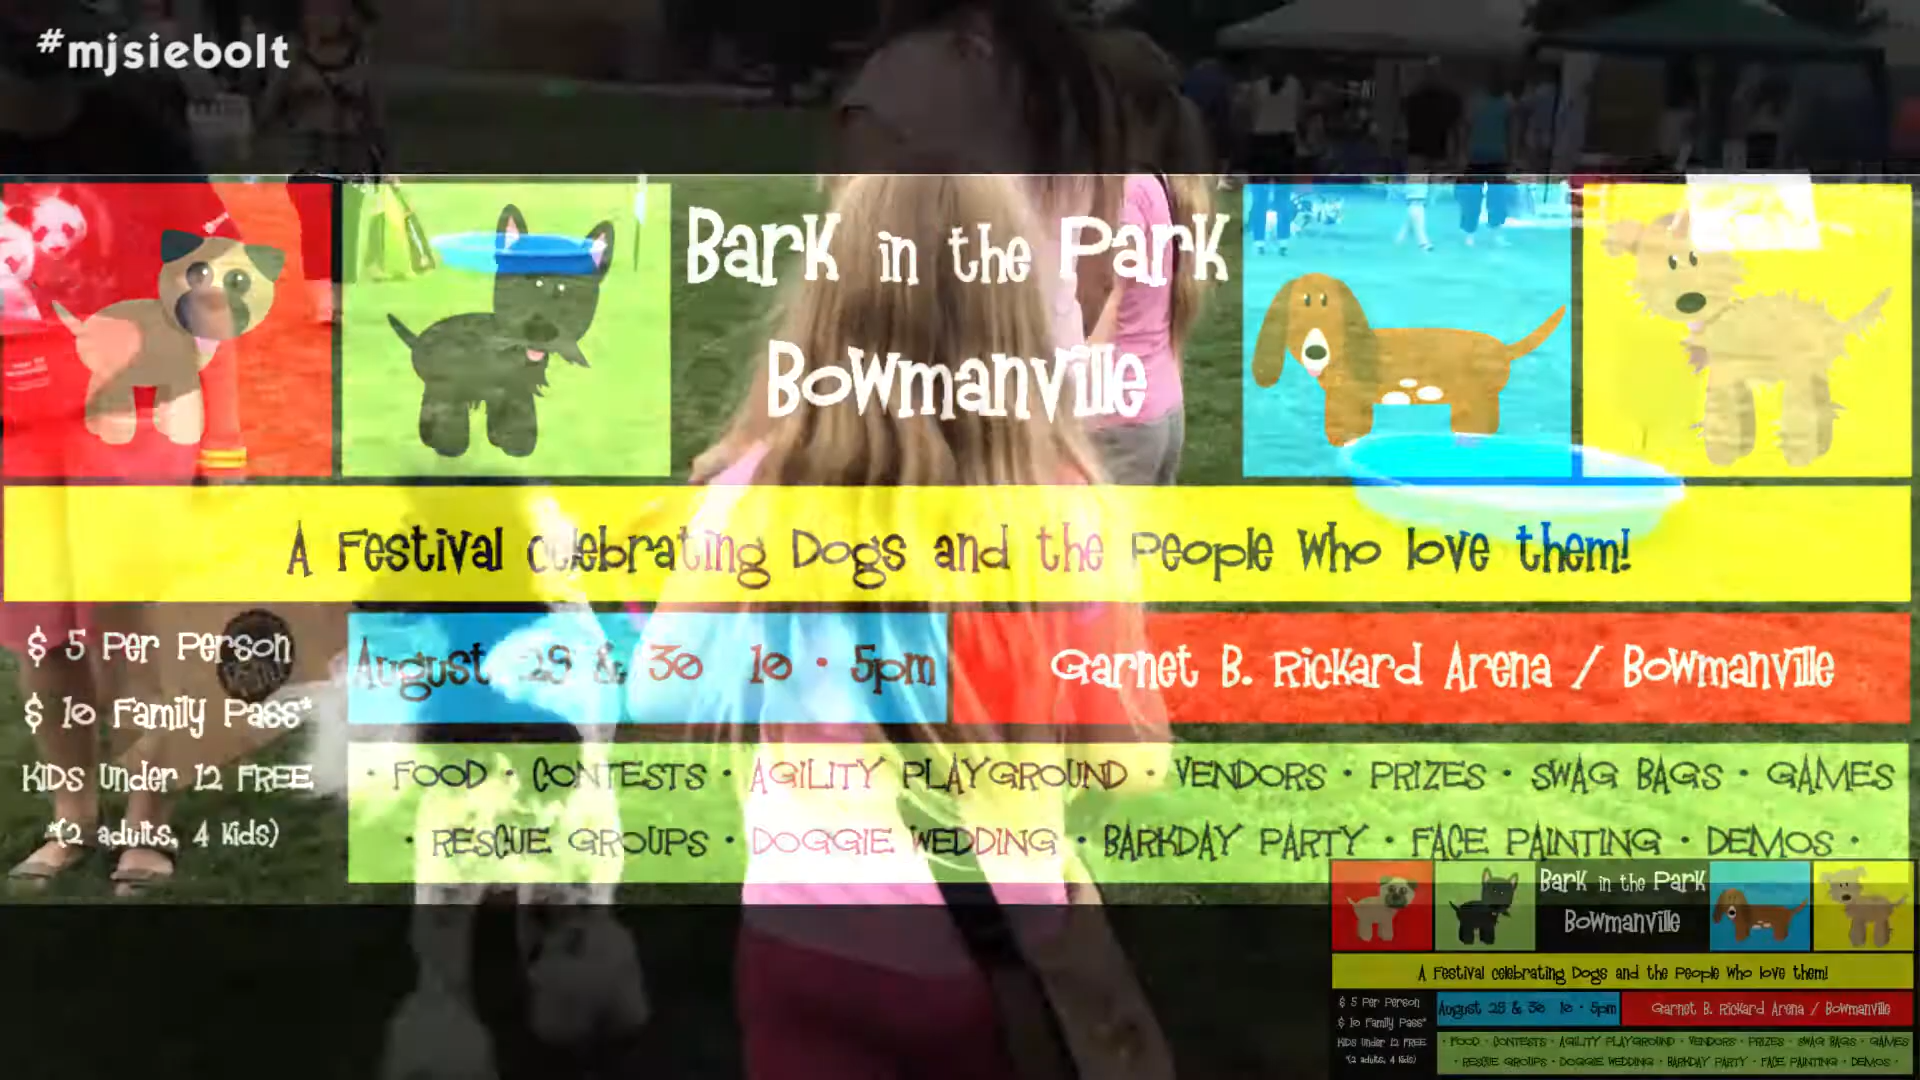 #mjsiebolt
Bark in the Park
Bowmanville
A Festival celebrating Dogs and the People Who love them!
$ 5 Per Person
$ 10 Family Pass*
KIDS Under 12 FREE
*(2 adults, 4 Kids)
August 29 & 30 10 - 5pm
Garnet B. Rickard Arena / Bowmanville
· FOOD · CONTESTS · AGILITY PLAYGROUND · VENDORS · PRIZES · SWAG BAGS · GAMES
· RESCUE GROUPS · DOGGIE WEDDING · BARKDAY PARTY · FACE PAINTING · DEMOS ·
Bark in the Park
Bowmanville
A Festival celebrating Dogs and the People Who love them!
$ 5 Per Person
$ 10 Family Pass*
KIDS Under 12 FREE
*(2 adults, 4 Kids)
August 29 & 30 10 - 5pm
Garnet B. Rickard Arena / Bowmanville
· FOOD · CONTESTS · AGILITY PLAYGROUND · VENDORS · PRIZES · SWAG BAGS · GAMES
· RESCUE GROUPS · DOGGIE WEDDING · BARKDAY PARTY · FACE PAINTING · DEMOS ·